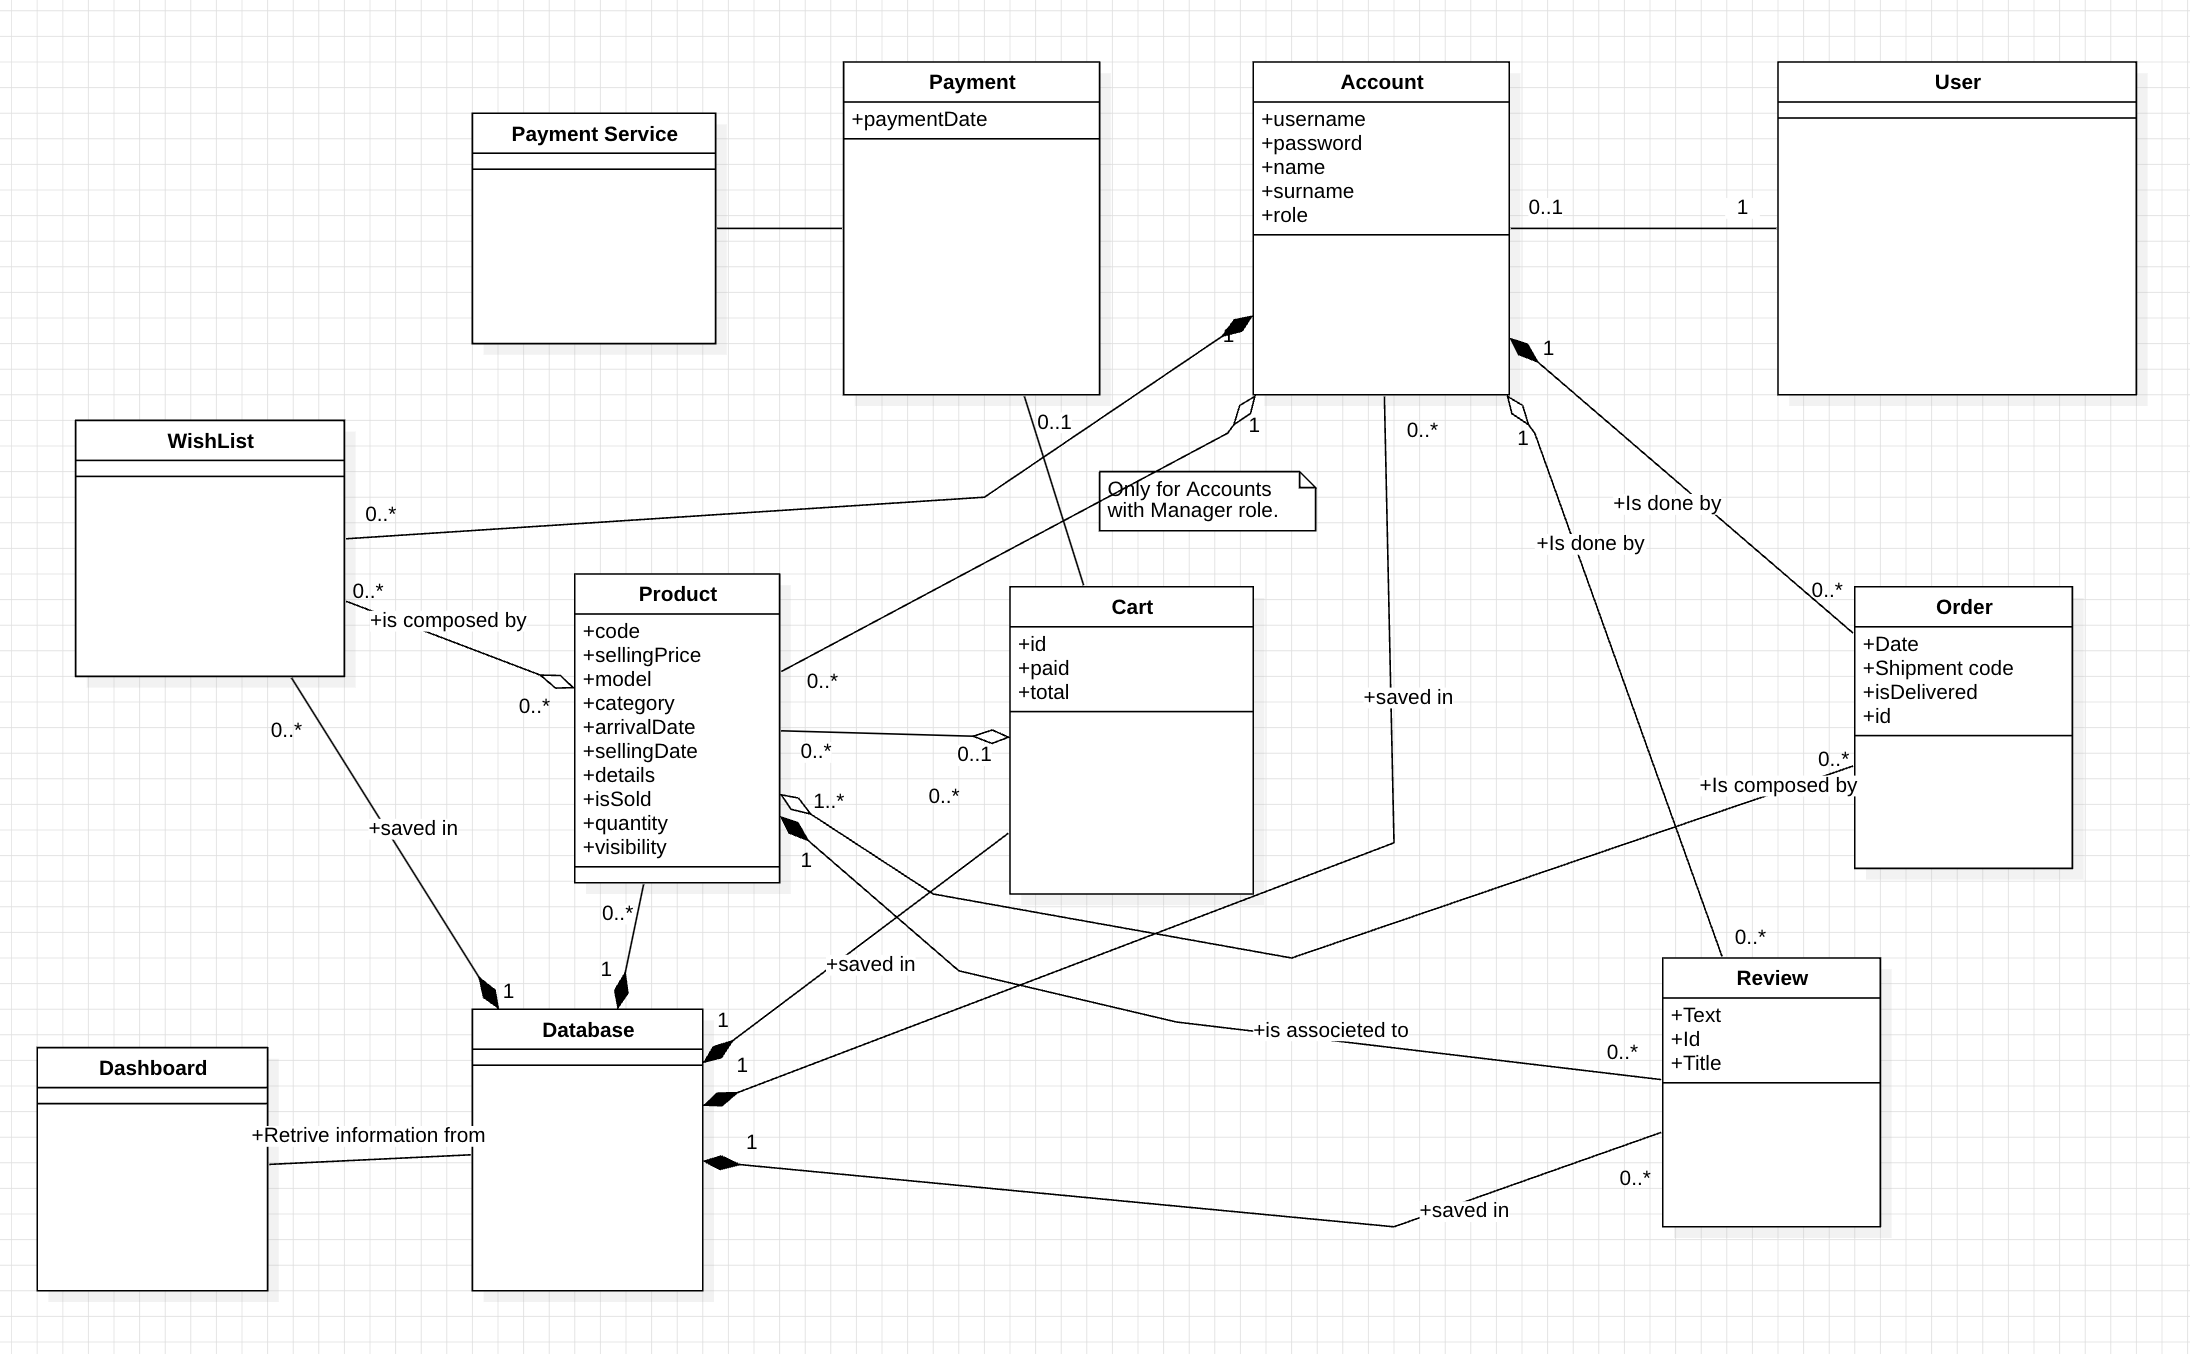 Payment Service
Payment
+paymentDate
Account
+username
+password
+name
+surname
+role
User
0..1
1
1
1
0..1
1
0..*
1
Only for Accounts
with Manager role.
WishList
0..*
0..*
+is composed by
0..*
+Is done by
+Is done by
Product
+code
+sellingPrice
+model
+category
+arrivalDate
+sellingDate
+details
+isSold
+quantity
+visibility
0..*
0..*
0..1
1..*
0..*
1
Cart
+id
+paid
+total
+saved in
0..*
Order
+Date
+Shipment code
+isDelivered
+id
0..*
+Is composed by
0..*
+saved in
0..*
1
1
+saved in
1
1
1
Database
Dashboard
+Retrive information from
+is associeted to
0..*
0..*
Review
+Text
+Id
+Title
0..*
+saved in